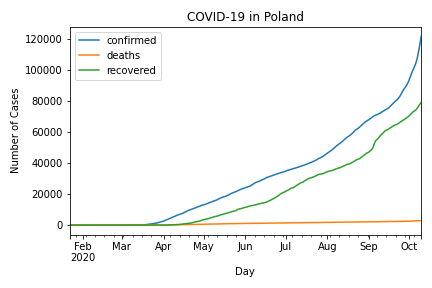 COVID-19 in Poland
confirmed
deaths
recovered
Number of Cases
120000
100000
80000
60000
40000
20000
0
Feb Mar Apr May Jun Jul Aug Sep Oct
2020
Day